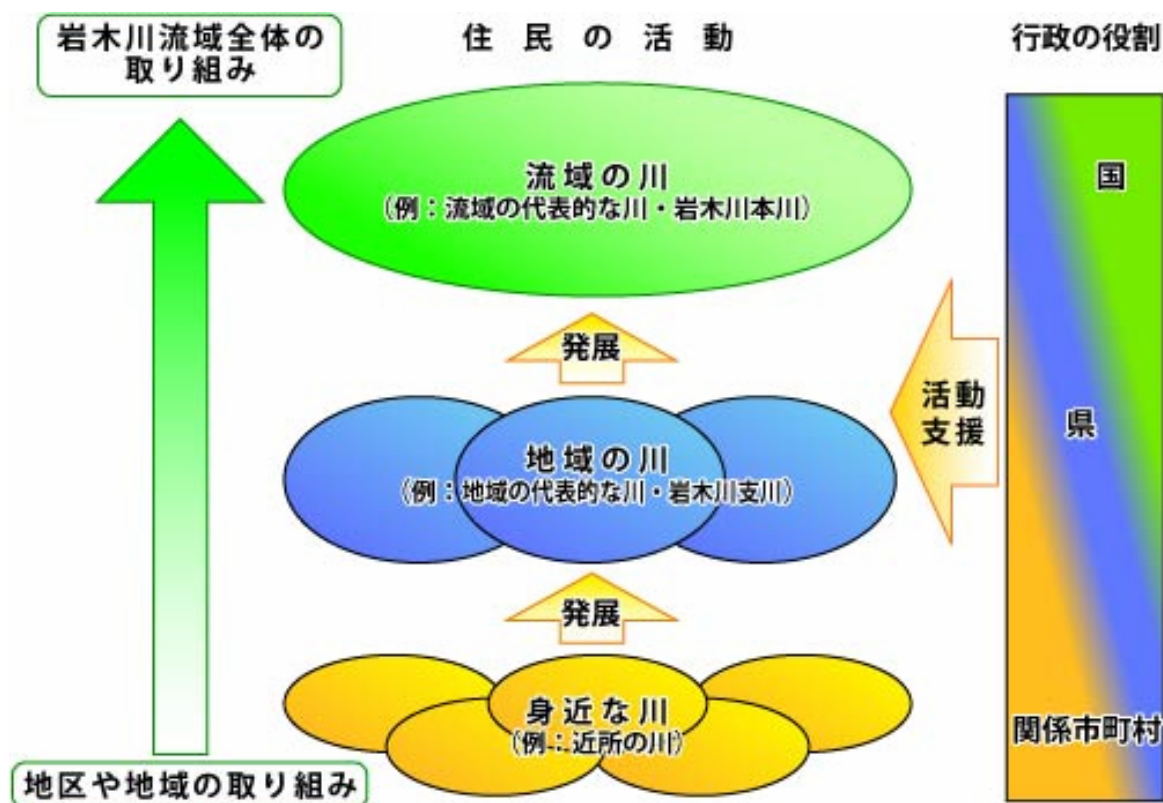 岩木川流域全体の
取り組み
住民の活動
行政の役割
流域の川
（例：流域の代表的な川・岩木川本川）
国
発展
活動
支援
県
地域の川
（例：地域の代表的な川・岩木川支川）
発展
身近な川
（例：近所の川）
関係市町村
地区や地域の取り組み